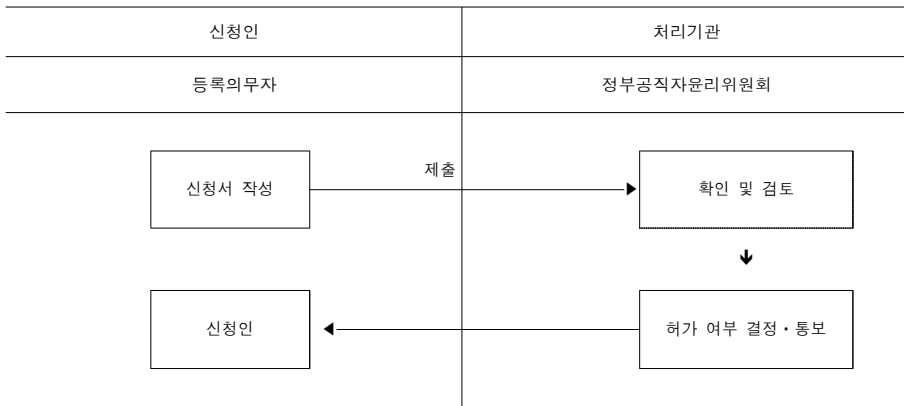 신청인
처리기관
등록의무자
정부공직자윤리위원회
제출
신청서 작성
확인 및 검토
신청인
허가 여부 결정·통보